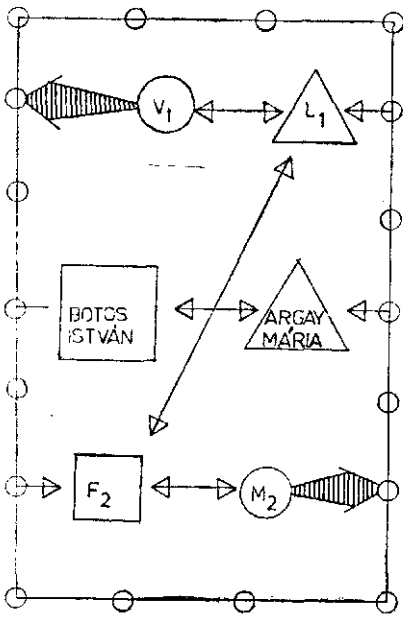 V1
L1
BOTOS
ISTVÁN
ARGAY
MÁRIA
F2
M2